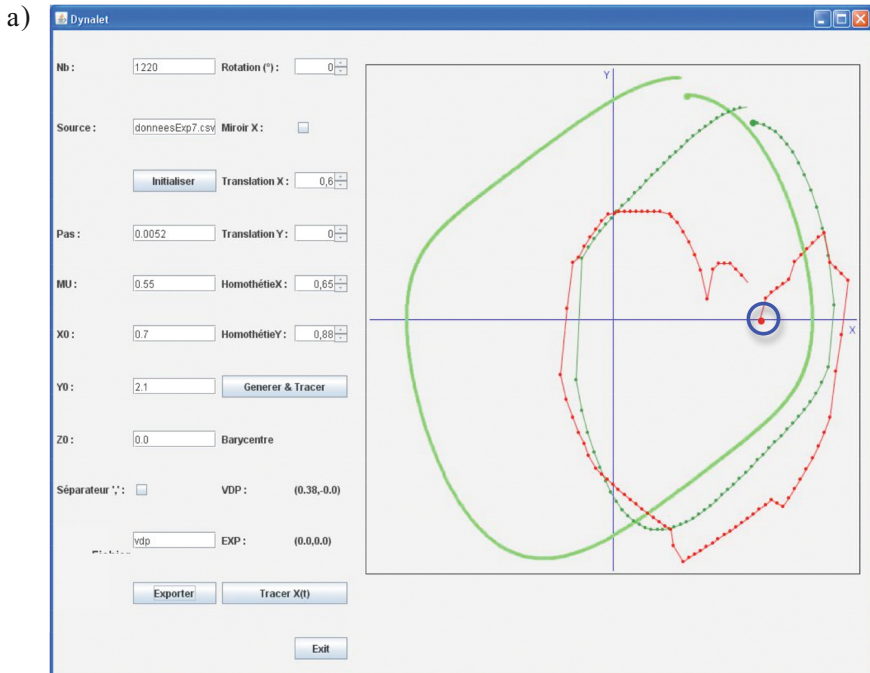 a)
Dynalet
Nb : 1220 Rotation (°) : 0
Source : donneesExp7.csv Miroir X :
Initialiser Translation X : 0,6
Pas : 0.0052 Translation Y : 0
MU : 0.55 HomothétieX : 0,65
X0 : 0.7 HomothétieY : 0,88
Y0 : 2.1 Generer & Tracer
Z0 : 0.0 Barycentre
Séparateur ',' : VDP : (0.38,-0.0)
vdp EXP : (0.0,0.0)
Exporter Tracer X(t)
Exit
Y
X